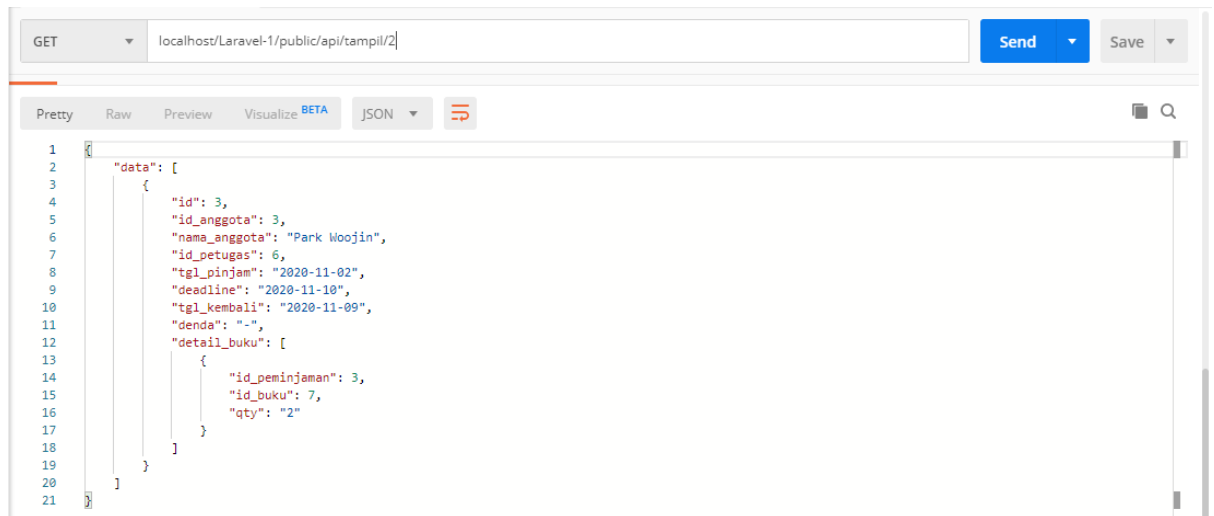 GET localhost/Laravel-1/public/api/tampil/2 Send Save
Pretty Raw Preview Visualize BETA JSON
1 {
2 "data": [
3 {
4 "id": 3,
5 "id_anggota": 3,
6 "nama_anggota": "Park Woojin",
7 "id_petugas": 6,
8 "tgl_pinjam": "2020-11-02",
9 "deadline": "2020-11-10",
10 "tgl_kembali": "2020-11-09",
11 "denda": "-",
12 "detail_buku": [
13 {
14 "id_peminjaman": 3,
15 "id_buku": 7,
16 "qty": "2"
17 }
18 ]
19 }
20 ]
21 }